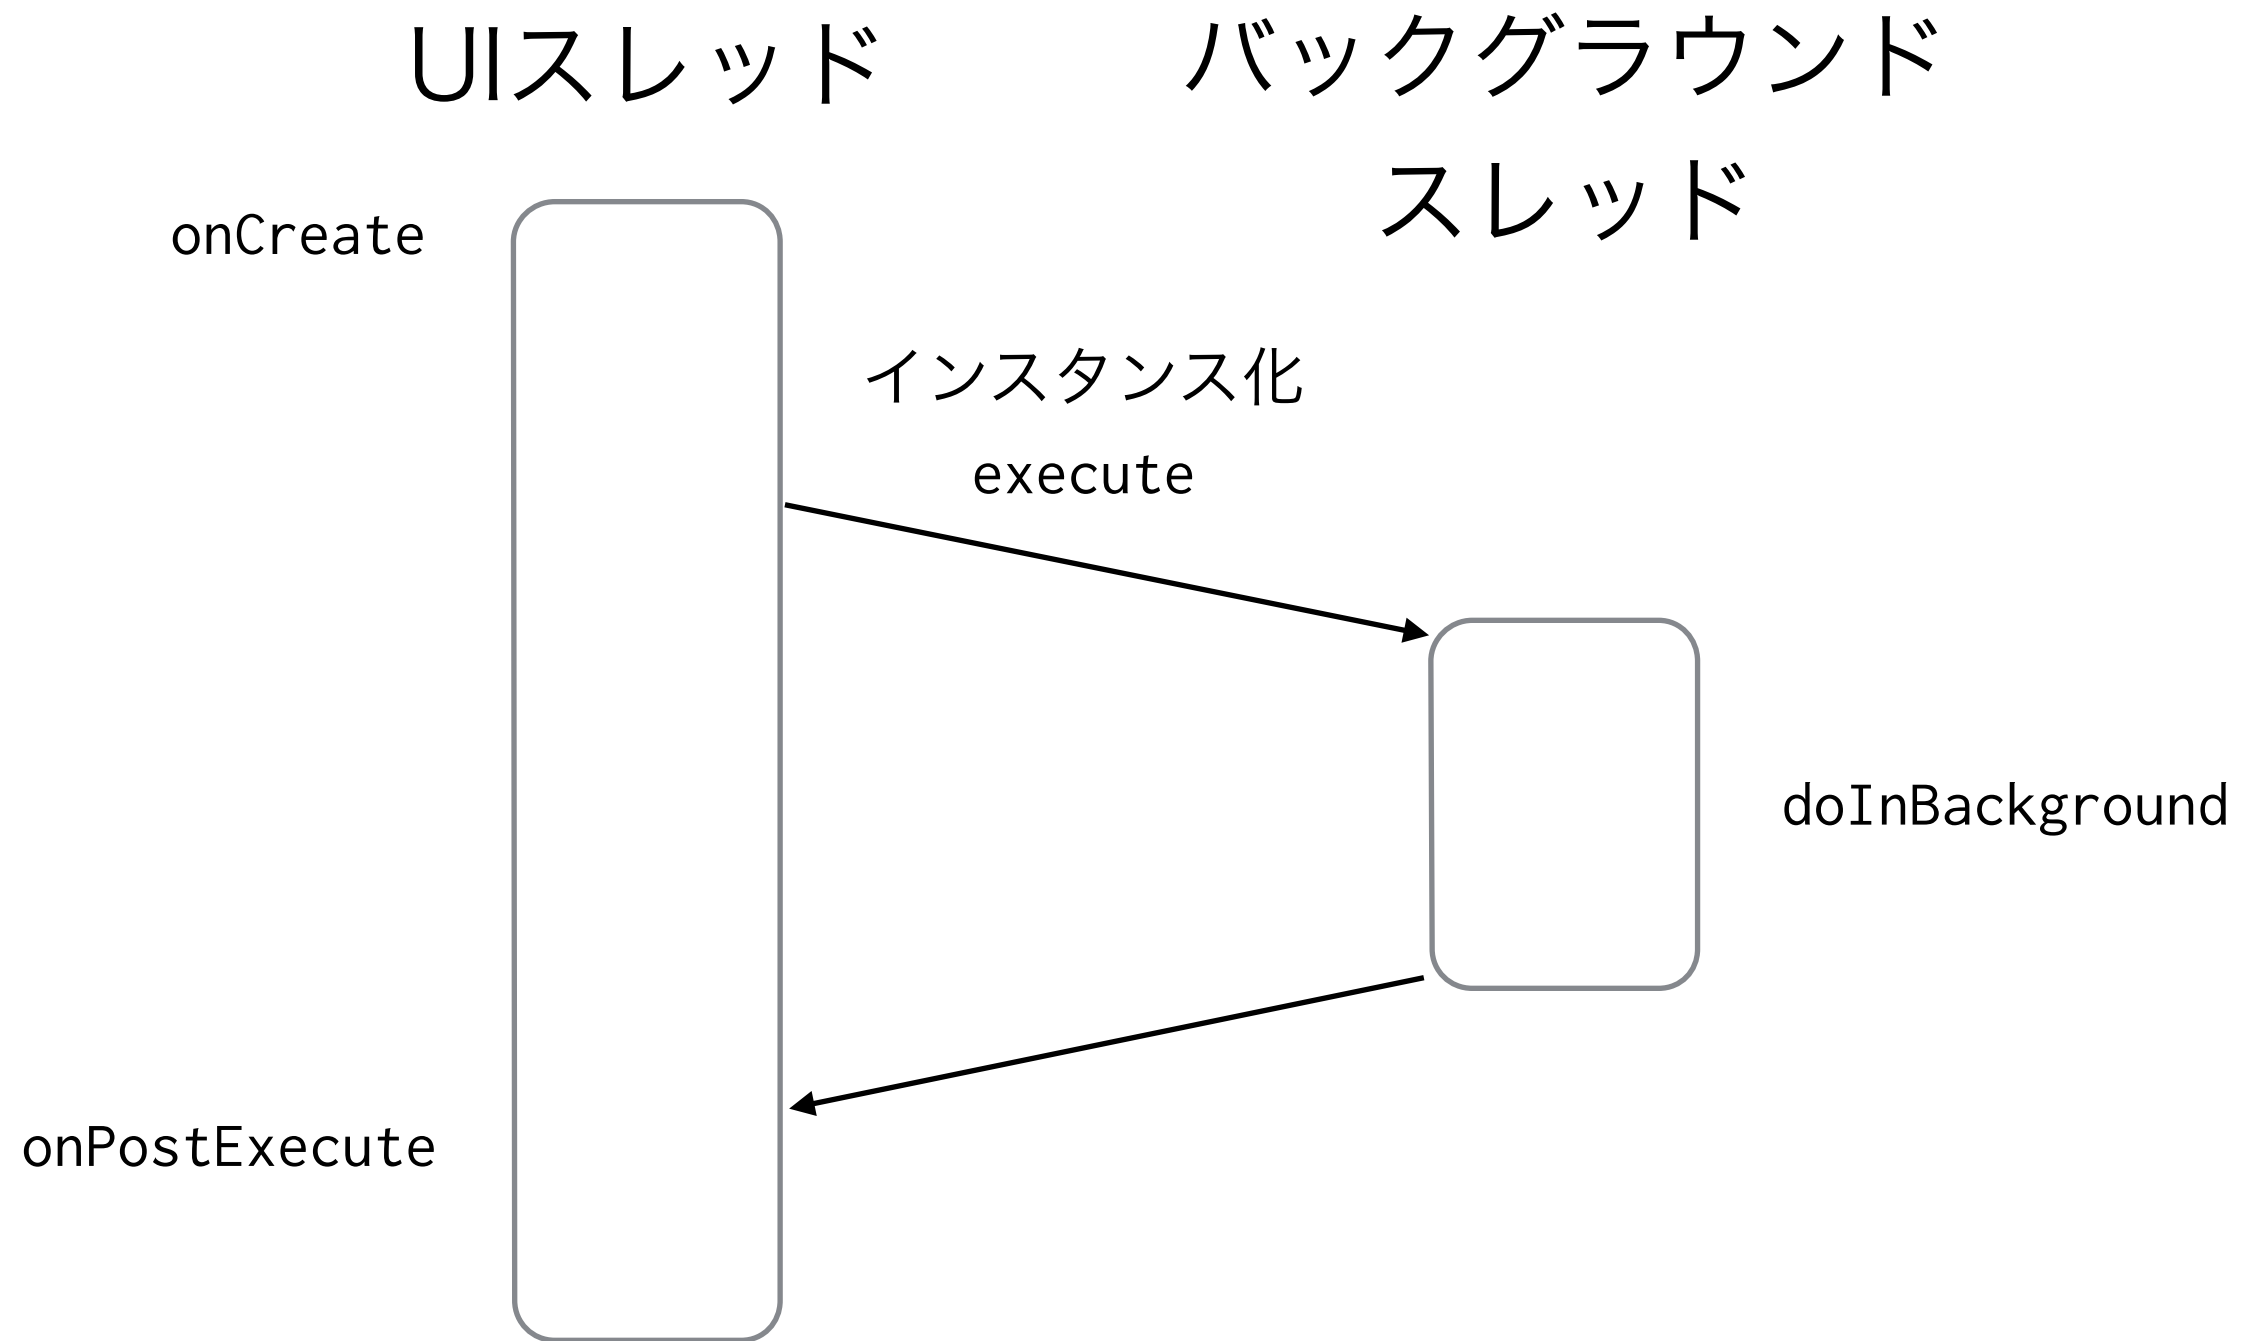 UIスレッド
バックグラウンド
スレッド
onCreate
インスタンス化
execute
doInBackground
onPostExecute